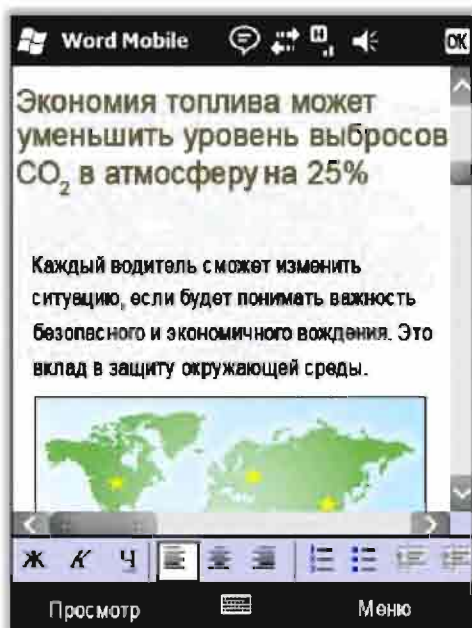 Word Mobile
OK
Экономия топлива может
уменьшить уровень выбросов
CO₂ в атмосферу на 25%
Каждый водитель сможет изменить
ситуацию, если будет понимать важность
безопасного и экономичного вождения. Это
вклад в защиту окружающей среды.
Ж К Ч
Просмотр Меню